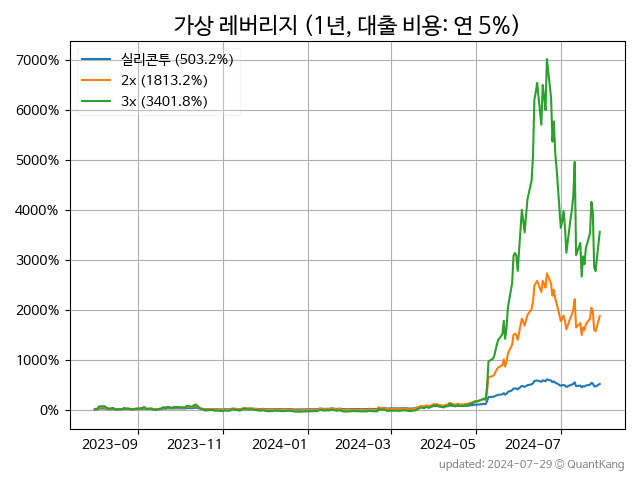 가상 레버리지 (1년, 대출 비용: 연 5%)
실리콘투 (503.2%)
2x (1813.2%)
3x (3401.8%)
7000%
6000%
5000%
4000%
3000%
2000%
1000%
0%
2023-09 2023-11 2024-01 2024-03 2024-05 2024-07
updated: 2024-07-29 © QuantKang